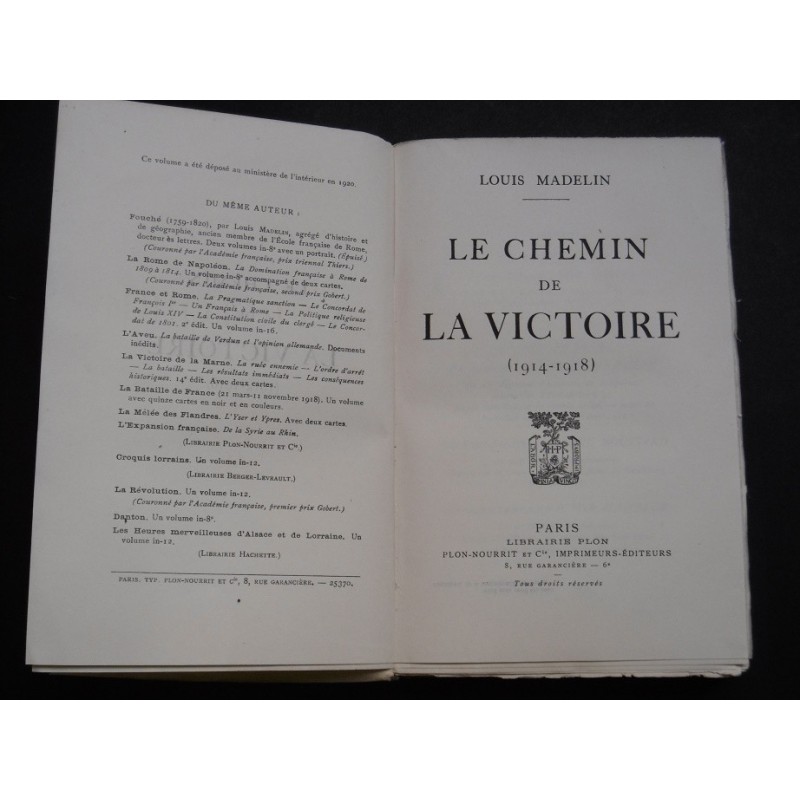 Ce volume a été déposé au ministère de l'intérieur en 1920.
DU MÊME AUTEUR :
Fouché (1759-1820), par Louis MADELIN, agrégé d'histoire et
de géographie, ancien membre de l'École française de Rome,
docteur ès lettres. Deux volumes in-8° avec un portrait. (Épuisé.)
(Couronné par l'Académie française, prix triennal Thiers.)
La Rome de Napoléon. La Domination française à Rome de
1809 à 1814. Un volume in-8° accompagné de deux cartes.
(Couronné par l'Académie française, second prix Gobert.)
France et Rome. La Pragmatique sanction — Le Concordat de
François Ier — Un Français à Rome — La Politique religieuse
de Louis XIV — La Constitution civile du clergé — Le Concor-
dat de 1801. 2e édit. Un volume in-16.
L'Aveu. La bataille de Verdun et l'opinion allemande. Documents
inédits.
La Victoire de la Marne. La ruée ennemie — L'ordre d'arrêt
— La bataille — Les résultats immédiats — Les conséquences
historiques. 14e édit. Avec deux cartes.
La Bataille de France (21 mars-11 novembre 1918). Un volume
avec quinze cartes en noir et en couleurs.
La Mêlée des Flandres. L'Yser et Ypres. Avec deux cartes.
L'Expansion française. De la Syrie au Rhin.
(LIBRAIRIE PLON-NOURRIT ET Cie.)
Croquis lorrains. Un volume in-12.
(LIBRAIRIE BERGER-LEVRAULT.)
La Révolution. Un volume in-12.
(Couronné par l'Académie française, premier prix Gobert.)
Danton. Un volume in-8°.
Les Heures merveilleuses d'Alsace et de Lorraine. Un
volume in-12.
(LIBRAIRIE HACHETTE.)
PARIS. TYP. PLON-NOURRIT ET Cie, 8, RUE GARANCIÈRE. — 25370.
LOUIS MADELIN
LE CHEMIN
DE
LA VICTOIRE
(1914-1918)
PARIS
LIBRAIRIE PLON
PLON-NOURRIT ET Cie, IMPRIMEURS-ÉDITEURS
8, RUE GARANCIÈRE — 6e
Tous droits réservés